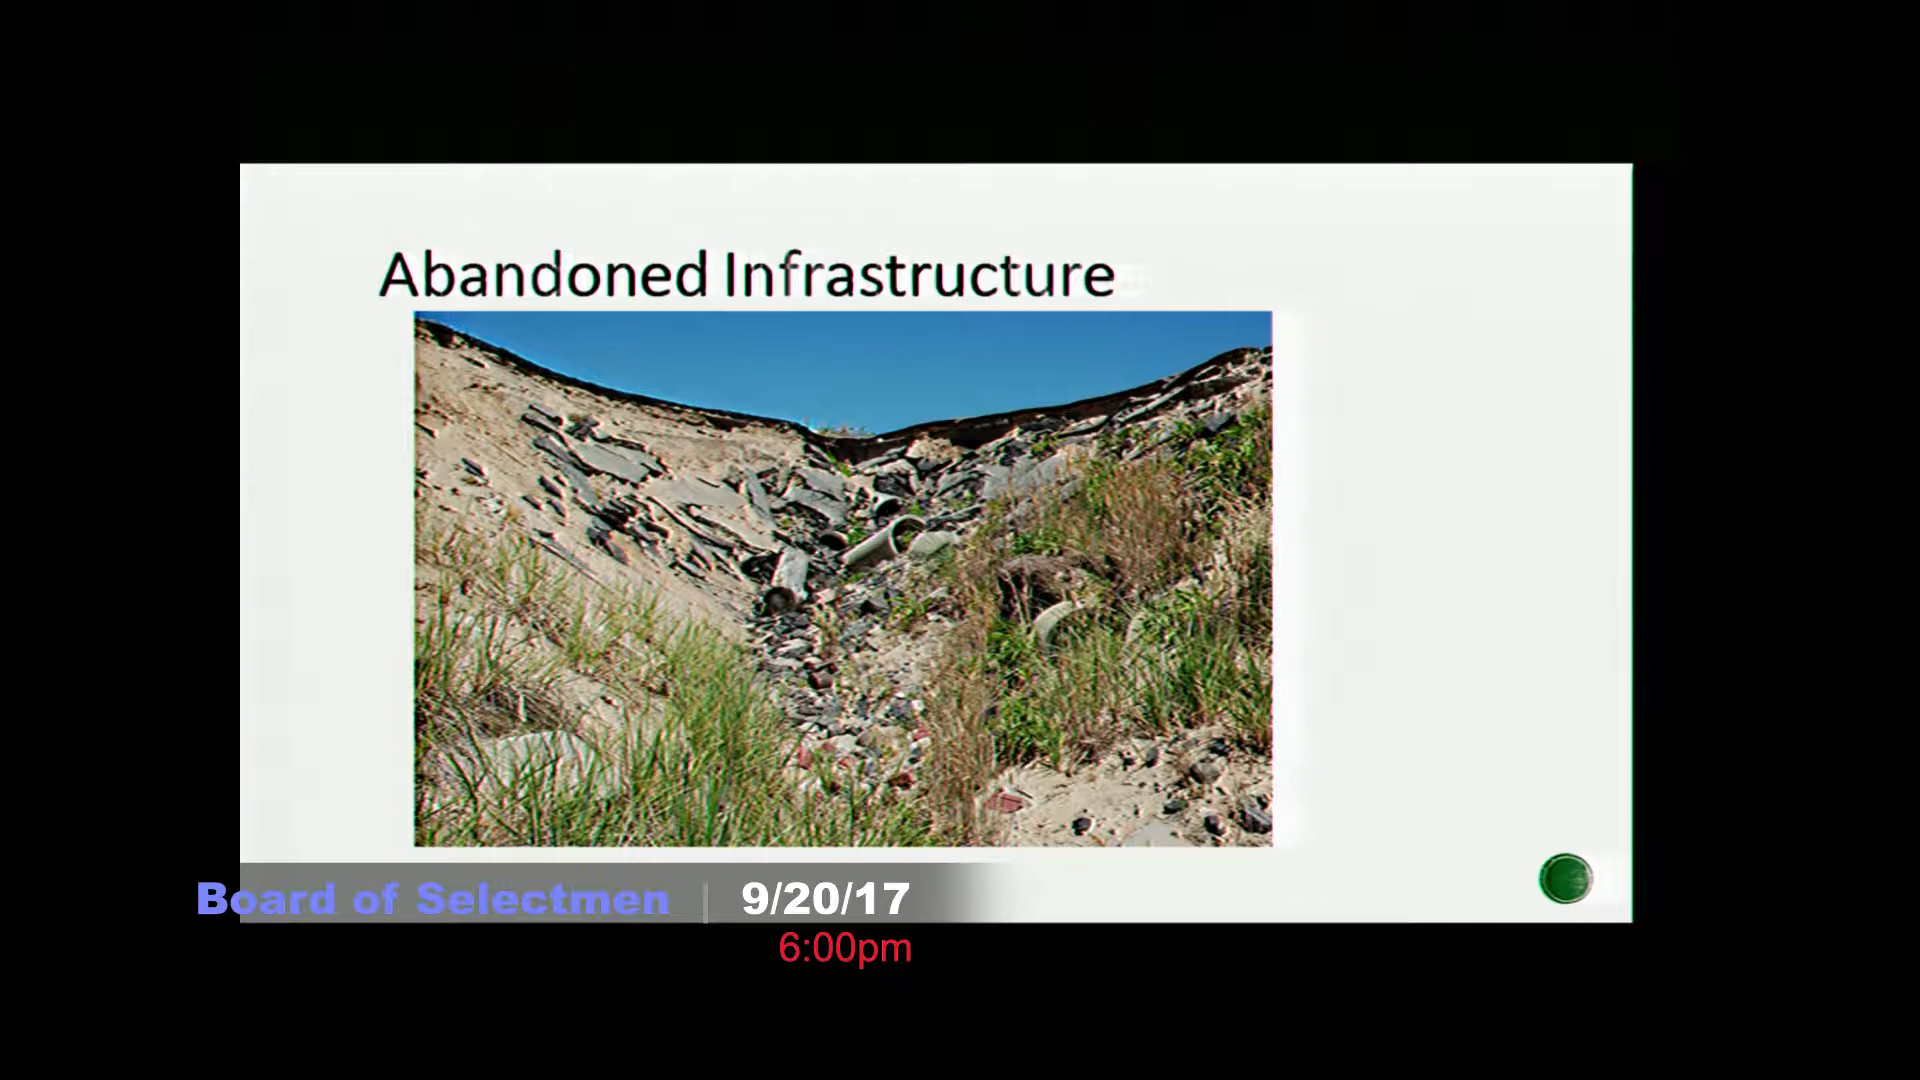 Abandoned Infrastructure
Board of Selectmen | 9/20/17
6:00pm